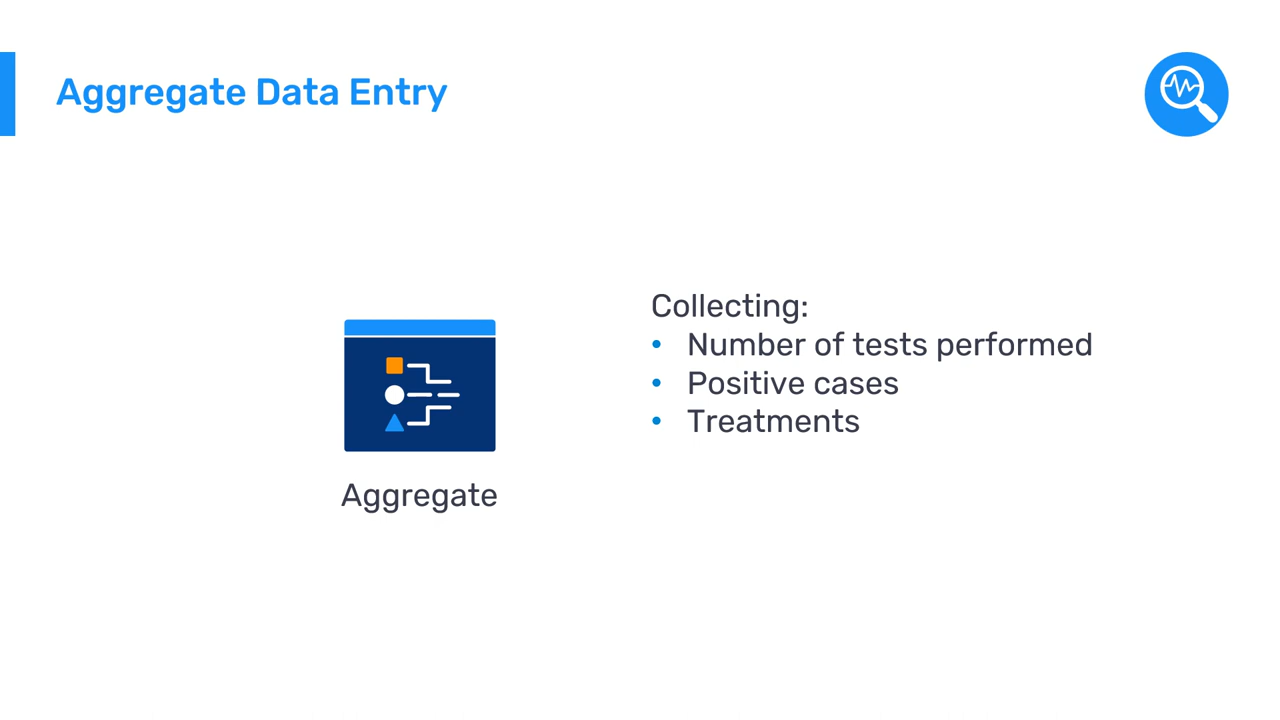 Aggregate Data Entry
Collecting:
• Number of tests performed
• Positive cases
• Treatments
Aggregate